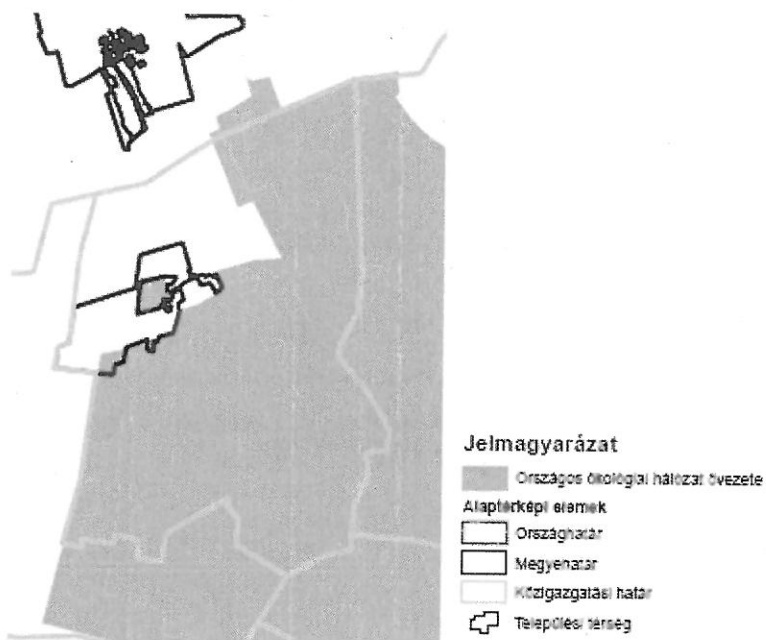 Jelmagyarázat
Országos ökológiai hálózat övezete
Alaptérképi elemek
Országhatár
Megyehatár
Közigazgatási határ
Települési térség